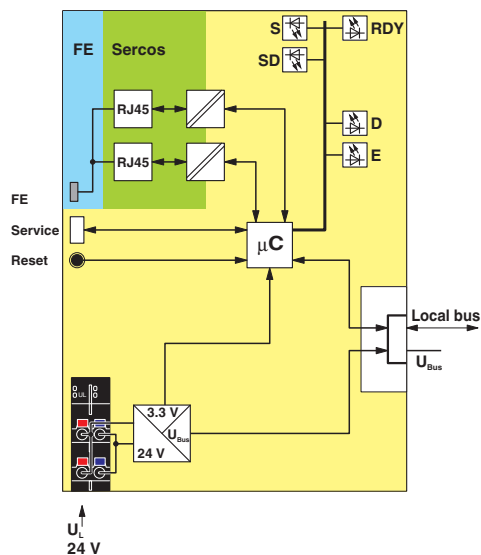 S
RDY
FE
Sercos
SD
RJ45
D
RJ45
E
FE
Service
µC
Reset
Local bus
UBus
UL
3.3 V
UBus
24 V
UL
24 V